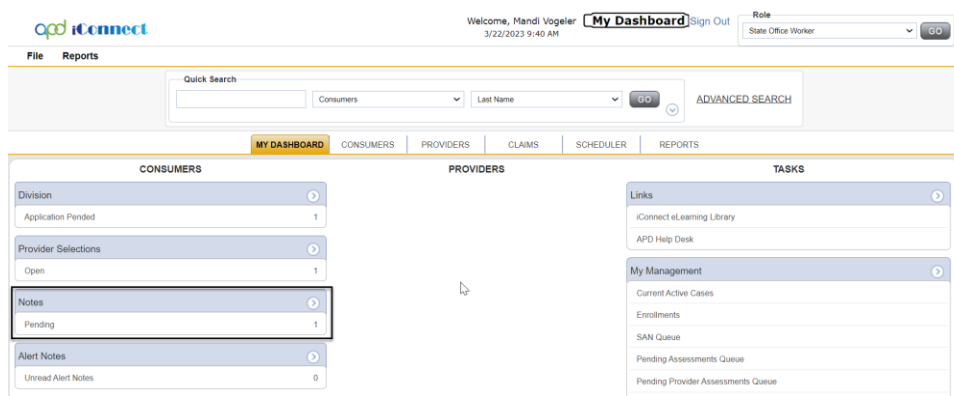 apd iConnect
Welcome, Mandi Vogeler My Dashboard Sign Out
3/22/2023 9:40 AM
Role
State Office Worker
GO
File Reports
Quick Search
Consumers
Last Name
GO
ADVANCED SEARCH
MY DASHBOARD CONSUMERS PROVIDERS CLAIMS SCHEDULER REPORTS
CONSUMERS
Division
Application Pended 1
Provider Selections
Open 1
Notes
Pending 1
Alert Notes
Unread Alert Notes 0
PROVIDERS
TASKS
Links
iConnect eLearning Library
APD Help Desk
My Management
Current Active Cases
Enrollments
SAN Queue
Pending Assessments Queue
Pending Provider Assessments Queue